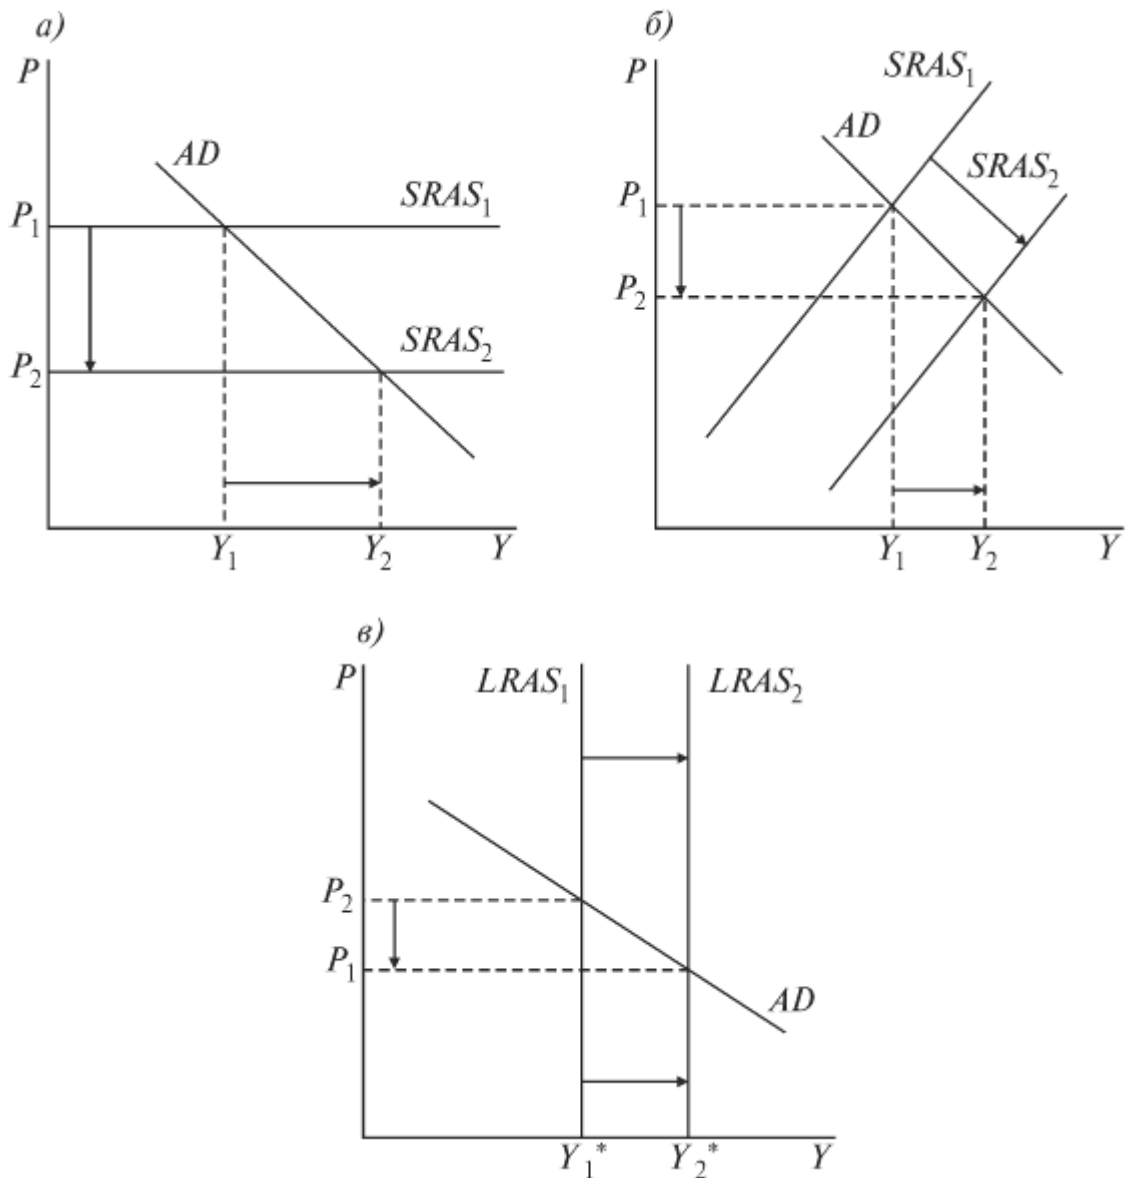 а)
P
AD
SRAS₁
P₁
SRAS₂
P₂
Y₁ Y₂ Y
б)
P
SRAS₁
AD
SRAS₂
P₁
P₂
Y₁ Y₂ Y
в)
P
LRAS₁ LRAS₂
P₂
P₁
AD
Y₁* Y₂* Y